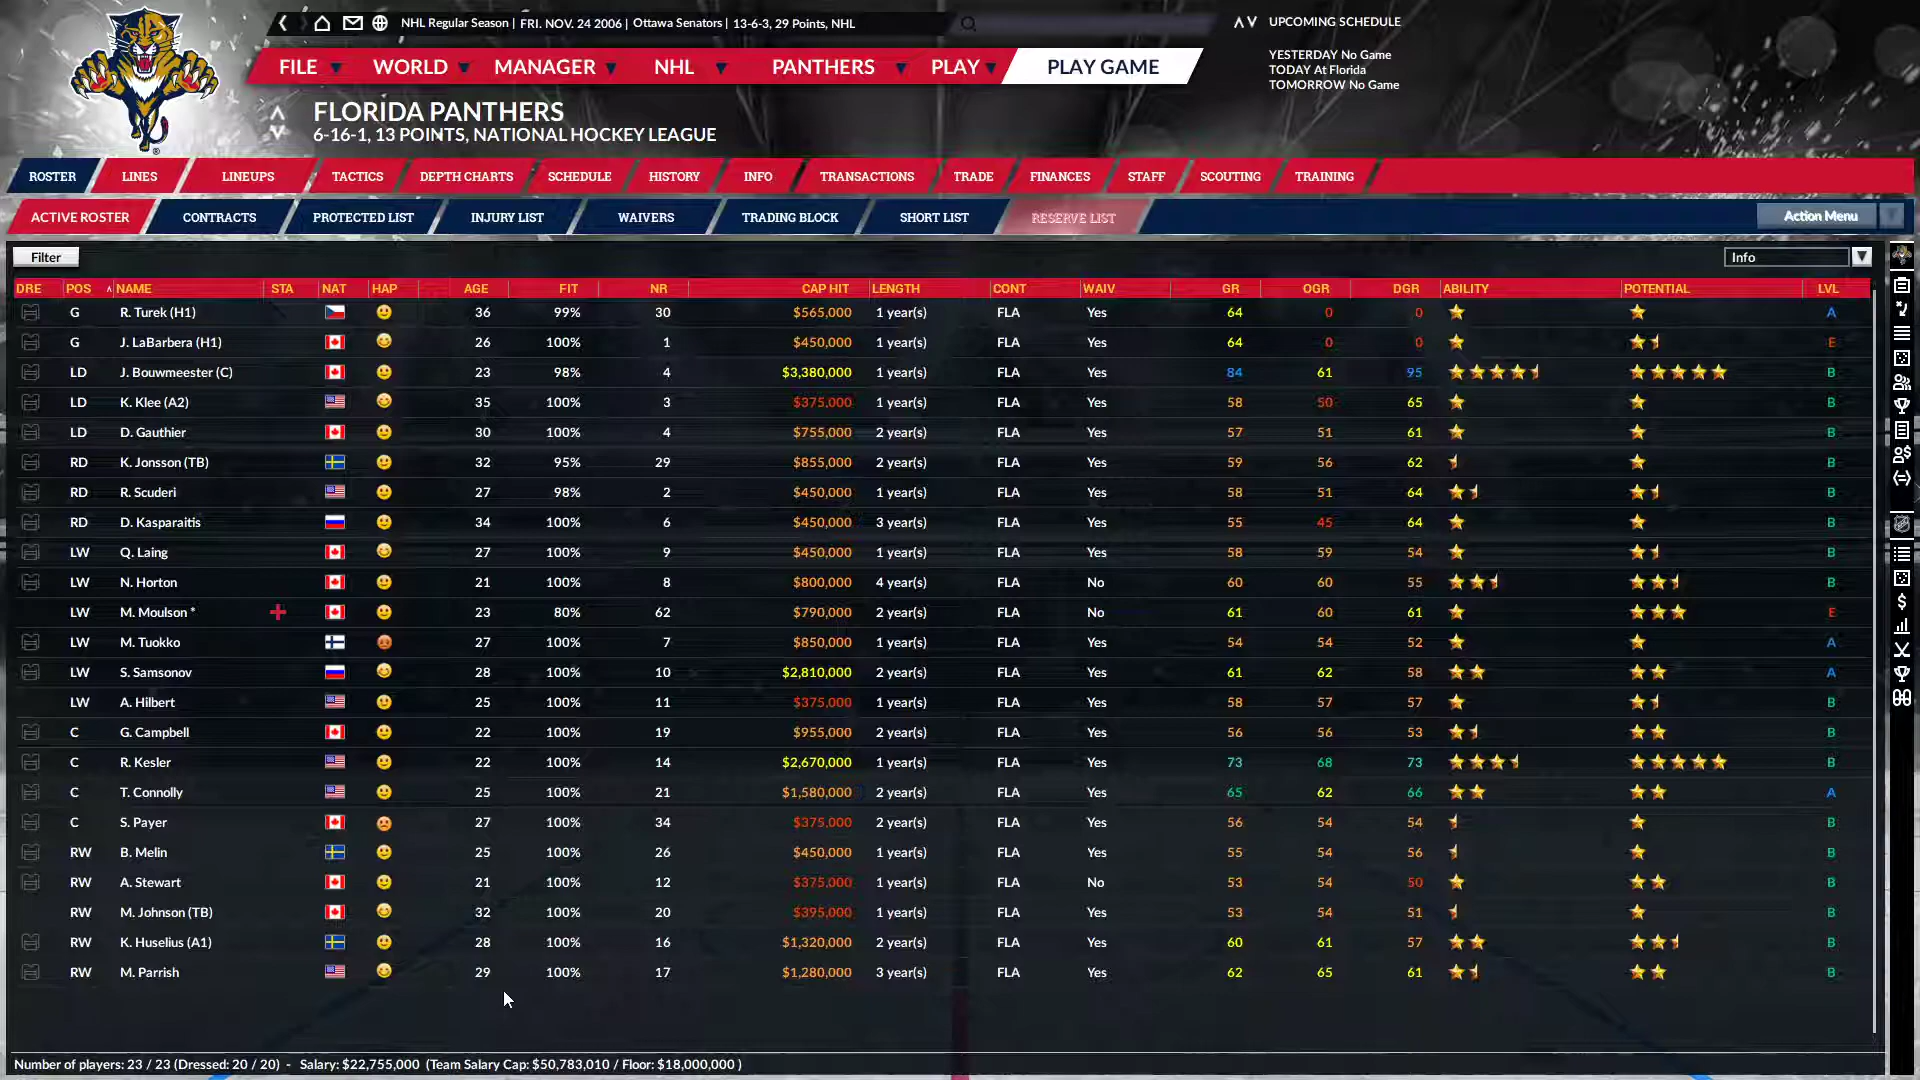 NHL Regular Season | FRI. NOV. 24 2006 | Ottawa Senators | 13-6-3, 29 Points, NHL
UPCOMING SCHEDULE
YESTERDAY No Game
TODAY At Florida
TOMORROW No Game
FILE WORLD MANAGER NHL PANTHERS PLAY PLAY GAME
FLORIDA PANTHERS
6-16-1, 13 POINTS, NATIONAL HOCKEY LEAGUE
ROSTER LINES LINEUPS TACTICS DEPTH CHARTS SCHEDULE HISTORY INFO TRANSACTIONS TRADE FINANCES STAFF SCOUTING TRAINING
ACTIVE ROSTER CONTRACTS PROTECTED LIST INJURY LIST WAIVERS TRADING BLOCK SHORT LIST RESERVE LIST Action Menu
Filter Info
DRE POS NAME STA NAT HAP AGE FIT NR CAP HIT LENGTH CONT WAIV GR OGR DGR ABILITY POTENTIAL LVL
G R. Turek (H1) 36 99% 30 $565,000 1 year(s) FLA Yes 64 0 0 A
G J. LaBarbera (H1) 26 100% 1 $450,000 1 year(s) FLA Yes 64 0 0 E
LD J. Bouwmeester (C) 23 98% 4 $3,380,000 1 year(s) FLA Yes 84 61 95 B
LD K. Klee (A2) 35 100% 3 $375,000 1 year(s) FLA Yes 58 50 65 B
LD D. Gauthier 30 100% 4 $755,000 2 year(s) FLA Yes 57 51 61 B
RD K. Jonsson (TB) 32 95% 29 $855,000 2 year(s) FLA Yes 59 56 62 B
RD R. Scuderi 27 98% 2 $450,000 1 year(s) FLA Yes 58 51 64 B
RD D. Kasparaitis 34 100% 6 $450,000 3 year(s) FLA Yes 55 45 64 B
LW Q. Laing 27 100% 9 $450,000 1 year(s) FLA Yes 58 59 54 B
LW N. Horton 21 100% 8 $800,000 4 year(s) FLA No 60 60 55 B
LW M. Moulson * 23 80% 62 $790,000 2 year(s) FLA No 61 60 61 E
LW M. Tuokko 27 100% 7 $850,000 1 year(s) FLA Yes 54 54 52 A
LW S. Samsonov 28 100% 10 $2,810,000 2 year(s) FLA Yes 61 62 58 A
LW A. Hilbert 25 100% 11 $375,000 1 year(s) FLA Yes 58 57 57 B
C G. Campbell 22 100% 19 $955,000 2 year(s) FLA Yes 56 56 53 B
C R. Kesler 22 100% 14 $2,670,000 1 year(s) FLA Yes 73 68 73 B
C T. Connolly 25 100% 21 $1,580,000 2 year(s) FLA Yes 65 62 66 A
C S. Payer 27 100% 34 $375,000 2 year(s) FLA Yes 56 54 54 B
RW B. Melin 25 100% 26 $450,000 1 year(s) FLA Yes 55 54 56 B
RW A. Stewart 21 100% 12 $375,000 1 year(s) FLA No 53 54 50 B
RW M. Johnson (TB) 32 100% 20 $395,000 1 year(s) FLA Yes 53 54 51 B
RW K. Huselius (A1) 28 100% 16 $1,320,000 2 year(s) FLA Yes 60 61 57 B
RW M. Parrish 29 100% 17 $1,280,000 3 year(s) FLA Yes 62 65 61 B
Number of players: 23 / 23 (Dressed: 20 / 20) - Salary: $22,755,000 (Team Salary Cap: $50,783,010 / Floor: $18,000,000 )